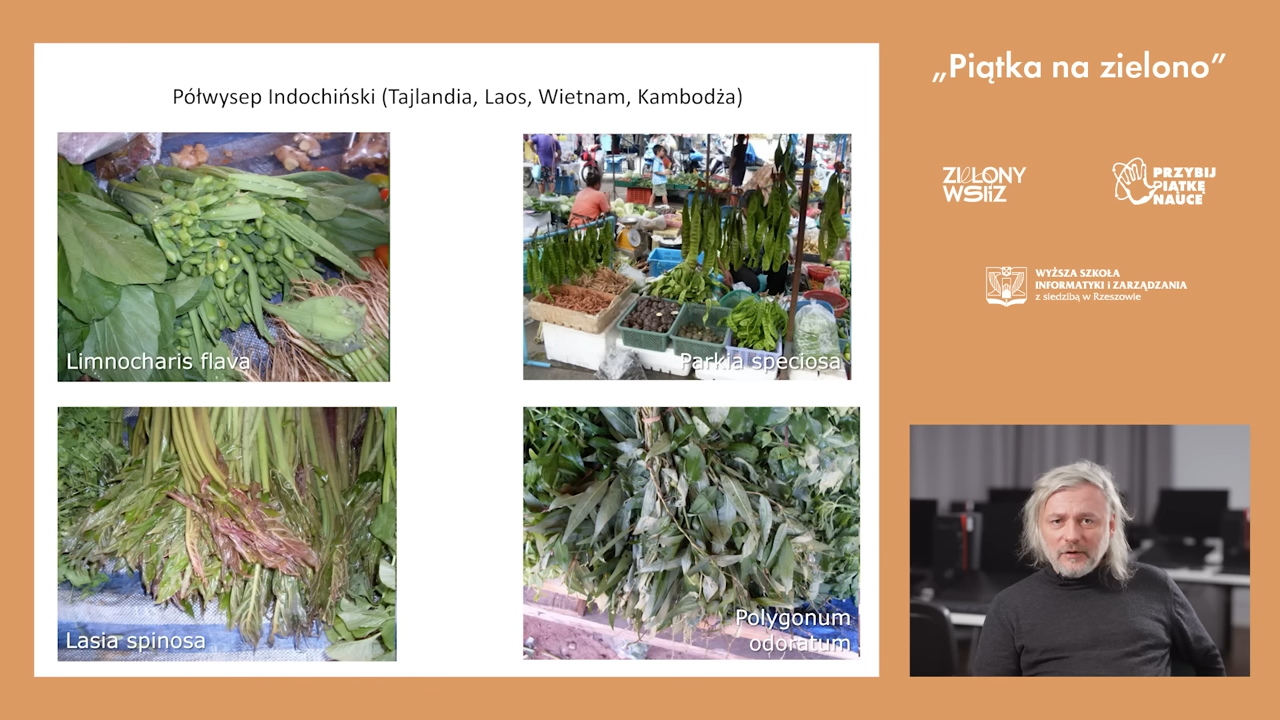 Półwysep Indochiński (Tajlandia, Laos, Wietnam, Kambodża)
Limnocharis flava
Parkia speciosa
Lasia spinosa
Polygonum
odoratum
„Piątka na zielono”
ZIELONY
WSIiZ
PRZYBIJ
PIĄTKĘ
NAUCE
WYŻSZA SZKOŁA
INFORMATYKI i ZARZĄDZANIA
z siedzibą w Rzeszowie